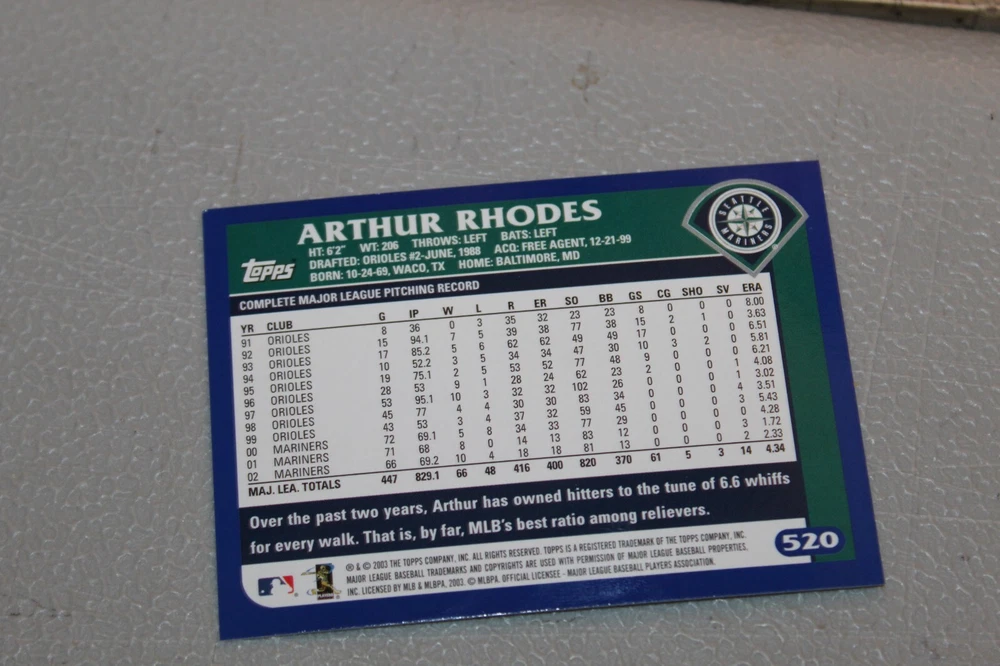 ARTHUR RHODES
HT: 6'2" WT: 206 THROWS: LEFT BATS: LEFT
DRAFTED: ORIOLES #2-JUNE, 1988 ACQ: FREE AGENT, 12-21-99
BORN: 10-24-69, WACO, TX HOME: BALTIMORE, MD
TOPPS
SEATTLE MARINERS
COMPLETE MAJOR LEAGUE PITCHING RECORD
YR CLUB G IP W L R ER SO BB GS CG SHO SV ERA
91 ORIOLES 8 36 0 3 35 32 23 23 8 0 0 0 8.00
92 ORIOLES 15 94.1 7 5 39 38 77 38 15 2 1 0 3.63
93 ORIOLES 17 85.2 5 6 62 62 49 49 17 0 0 0 6.51
94 ORIOLES 10 52.2 3 5 34 34 47 30 10 3 2 0 5.81
95 ORIOLES 19 75.1 2 5 53 52 77 48 9 0 0 0 6.21
96 ORIOLES 28 53 9 1 28 24 62 23 2 0 0 1 4.08
97 ORIOLES 53 95.1 10 3 32 32 102 26 0 0 0 1 3.02
98 ORIOLES 45 77 4 4 30 30 83 34 0 0 0 4 3.51
99 ORIOLES 43 53 3 4 37 32 59 45 0 0 0 3 5.43
00 MARINERS 72 69.1 5 8 34 33 77 29 0 0 0 0 4.28
01 MARINERS 71 68 8 0 14 13 83 12 0 0 0 3 1.72
02 MARINERS 66 69.2 10 4 18 18 81 13 0 0 0 2 2.33
MAJ. LEA. TOTALS 447 829.1 66 48 416 400 820 370 61 5 3 14 4.34
Over the past two years, Arthur has owned hitters to the tune of 6.6 whiffs
for every walk. That is, by far, MLB's best ratio among relievers.
520
® & © 2003 THE TOPPS COMPANY, INC. ALL RIGHTS RESERVED. TOPPS IS A REGISTERED TRADEMARK OF THE TOPPS COMPANY, INC.
MAJOR LEAGUE BASEBALL TRADEMARKS AND COPYRIGHTS ARE USED WITH PERMISSION OF MAJOR LEAGUE BASEBALL PROPERTIES,
INC. LICENSED BY MLB & MLBPA, 2003. © MLBPA, OFFICIAL LICENSEE - MAJOR LEAGUE BASEBALL PLAYERS ASSOCIATION.